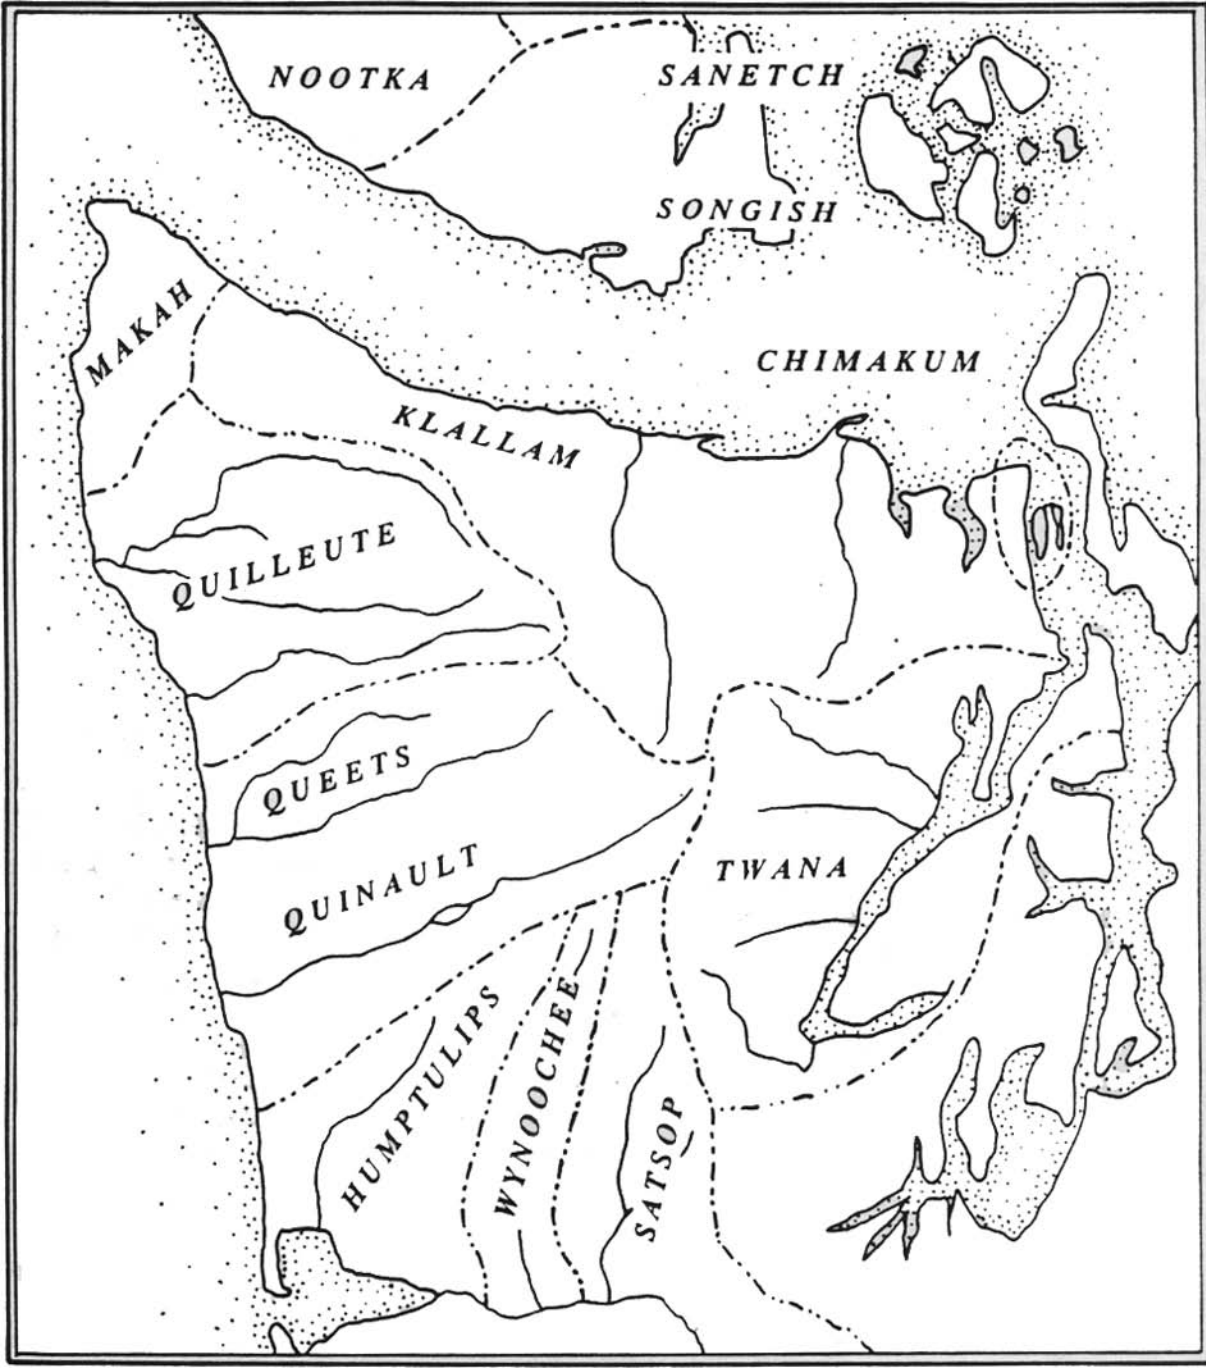 NOOTKA
SANETCH
SONGISH
MAKAH
CHIMAKUM
KLALLAM
QUILLEUTE
QUEETS
QUINAULT
TWANA
HUMPTULIPS
WYNOOCHEE
SATSOP